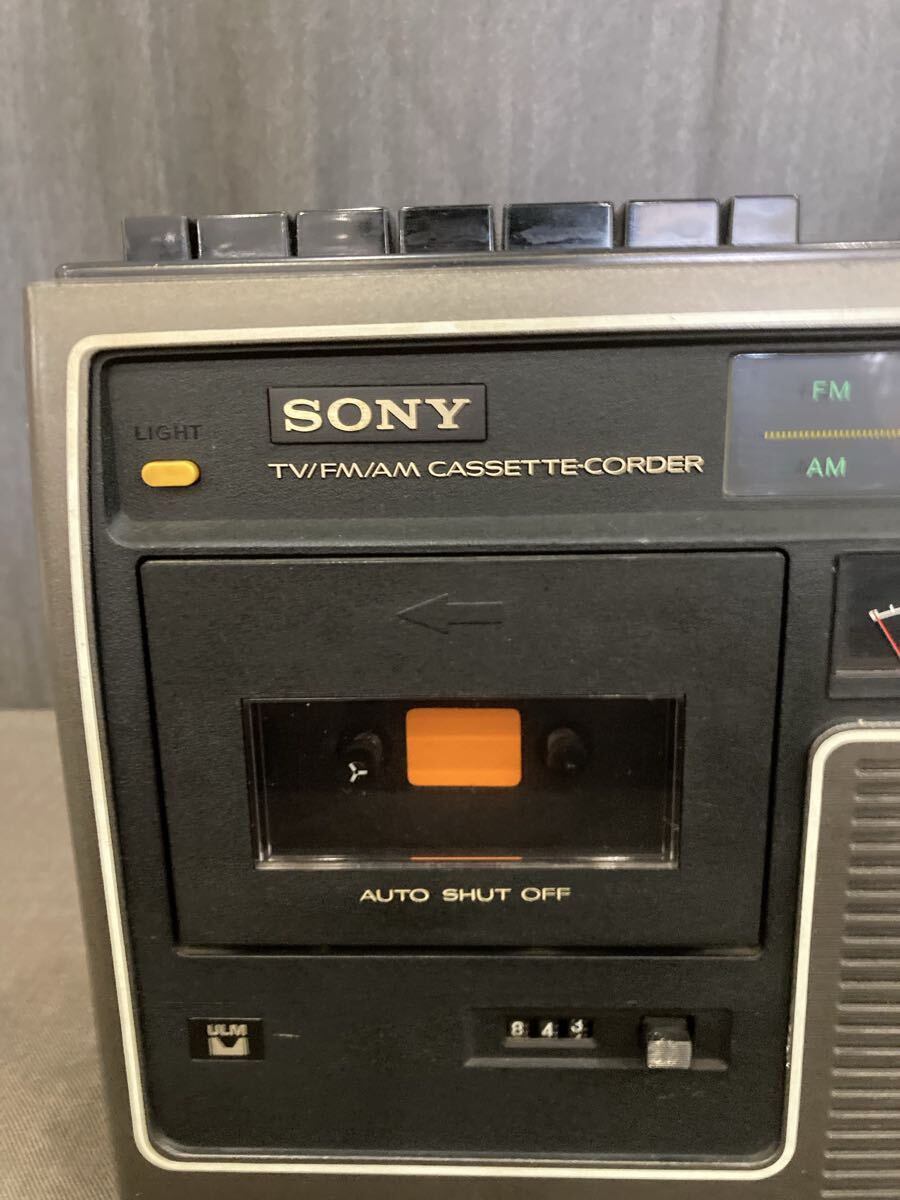 SONY
LIGHT
TV/FM/AM CASSETTE-CORDER
FM
AM
AUTO SHUT OFF
ULM
843